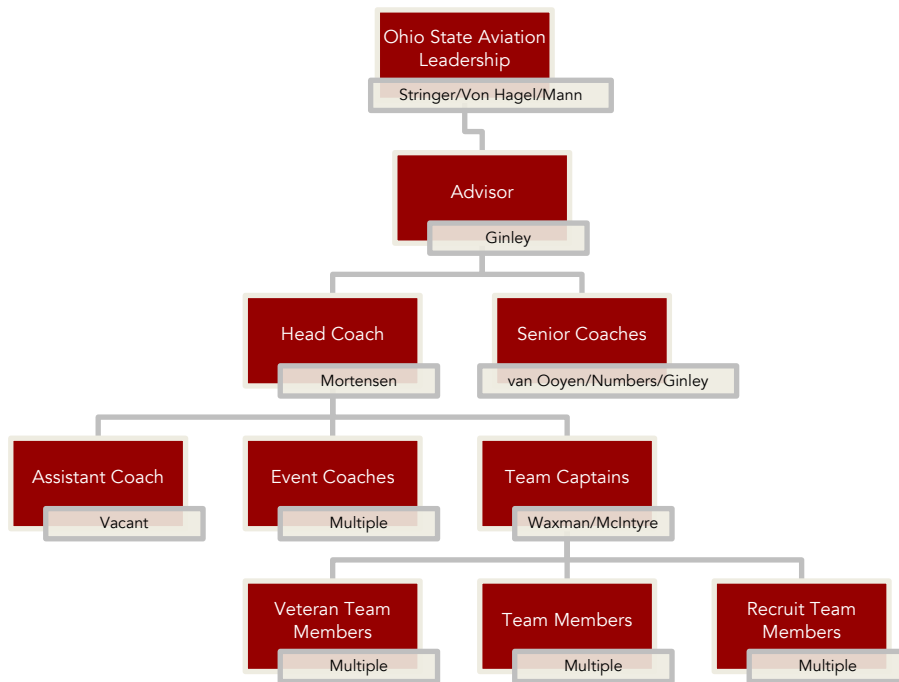 Ohio State Aviation
Leadership
Stringer/Von Hagel/Mann
Advisor
Ginley
Head Coach
Mortensen
Senior Coaches
van Ooyen/Numbers/Ginley
Assistant Coach
Vacant
Event Coaches
Multiple
Team Captains
Waxman/McIntyre
Veteran Team
Members
Multiple
Team Members
Multiple
Recruit Team
Members
Multiple